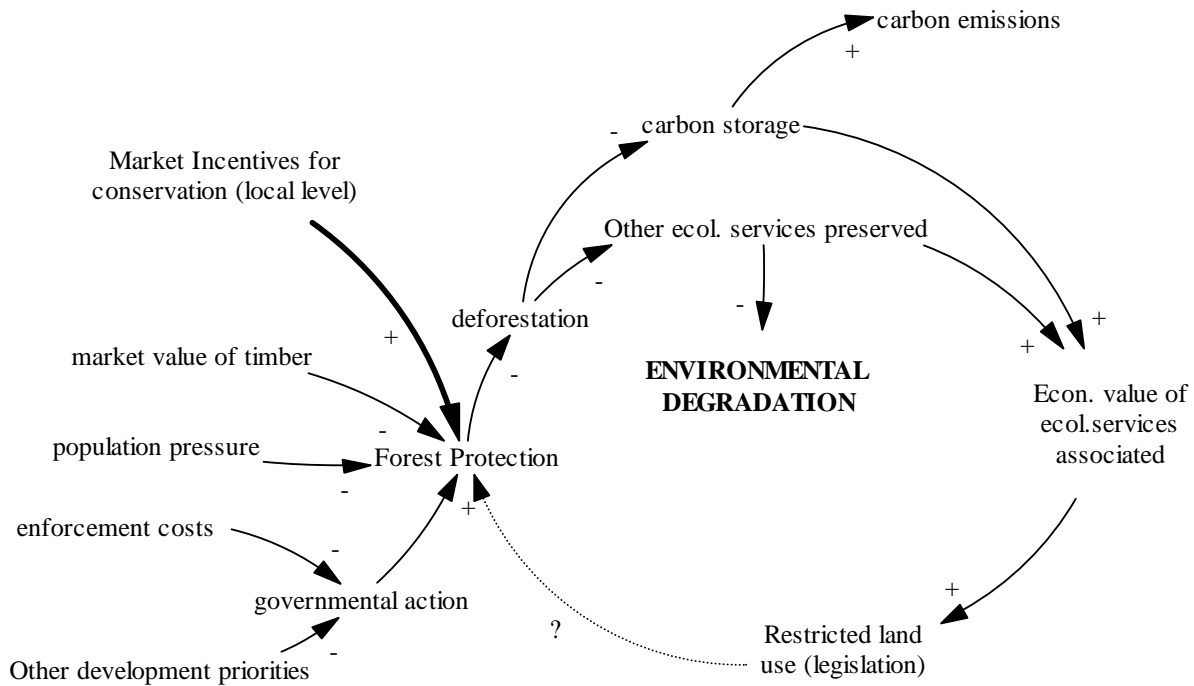 carbon emissions
+
-
carbon storage
Market Incentives for
conservation (local level)
Other ecol. services preserved
-
-
deforestation
+
+
+
market value of timber
-
ENVIRONMENTAL
DEGRADATION
Econ. value of
ecol.services
associated
-
population pressure
Forest Protection
-
+
enforcement costs
-
governmental action
+
?
Restricted land
use (legislation)
-
Other development priorities